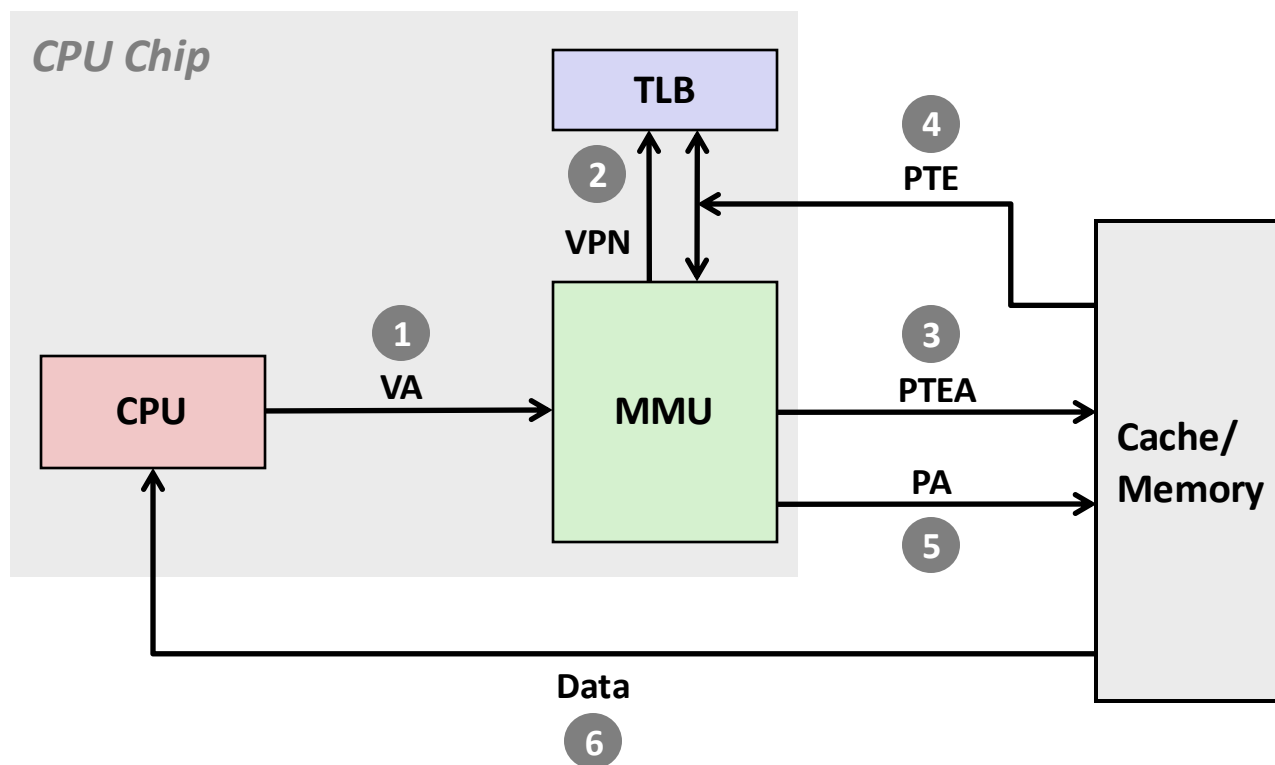 CPU Chip
TLB
4
PTE
2
VPN
1
VA
3
PTEA
CPU
MMU
Cache/
Memory
PA
5
Data
6